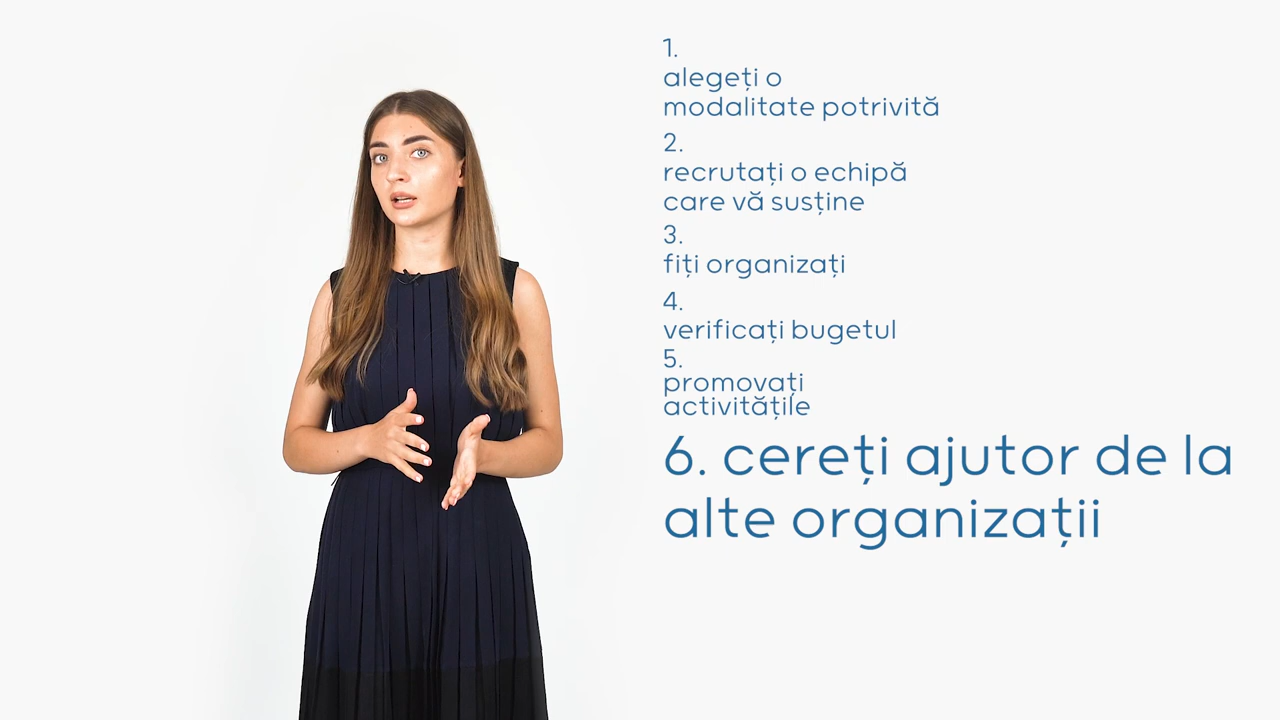 1.
alegeți o
modalitate potrivită
2.
recrutați o echipă
care vă susține
3.
fiți organizați
4.
verificați bugetul
5.
promovați
activitățile
6. cereți ajutor de la
alte organizații